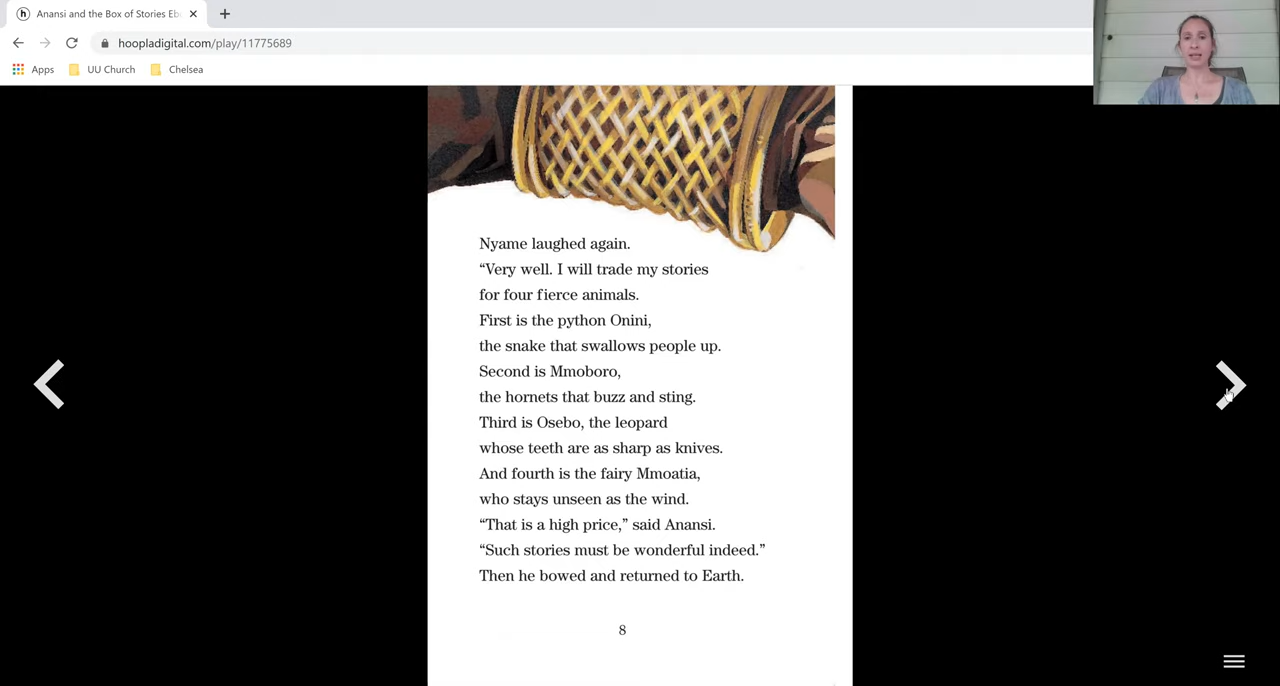 h Anansi and the Box of Stories Eb
hoopladigital.com/play/11775689
Apps UU Church Chelsea
Nyame laughed again.
“Very well. I will trade my stories
for four fierce animals.
First is the python Onini,
the snake that swallows people up.
Second is Mmoboro,
the hornets that buzz and sting.
Third is Osebo, the leopard
whose teeth are as sharp as knives.
And fourth is the fairy Mmoatia,
who stays unseen as the wind.
“That is a high price,” said Anansi.
“Such stories must be wonderful indeed.”
Then he bowed and returned to Earth.
8